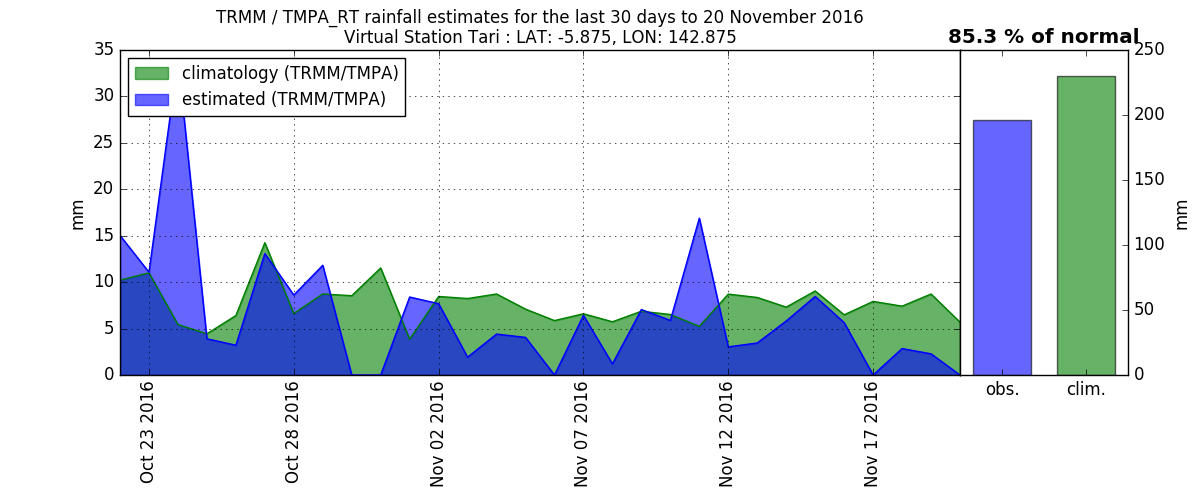 TRMM / TMPA_RT rainfall estimates for the last 30 days to 20 November 2016
Virtual Station Tari : LAT: -5.875, LON: 142.875
85.3 % of normal
climatology (TRMM/TMPA)
estimated (TRMM/TMPA)
mm
35
30
25
20
15
10
5
0
Oct 23 2016
Oct 28 2016
Nov 02 2016
Nov 07 2016
Nov 12 2016
Nov 17 2016
250
200
150
100
50
0
mm
obs.
clim.